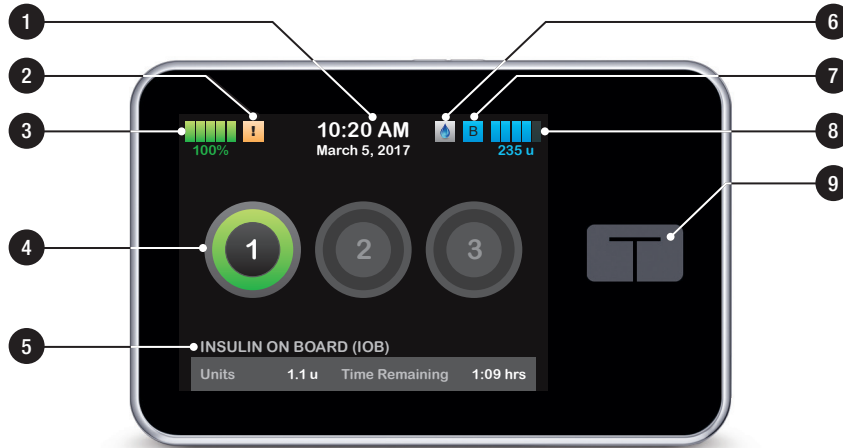 1
2
3
4
5
6
7
8
9
!
10:20 AM
B
100%
March 5, 2017
235 u
1 2 3
INSULIN ON BOARD (IOB)
Units 1.1 u Time Remaining 1:09 hrs
T